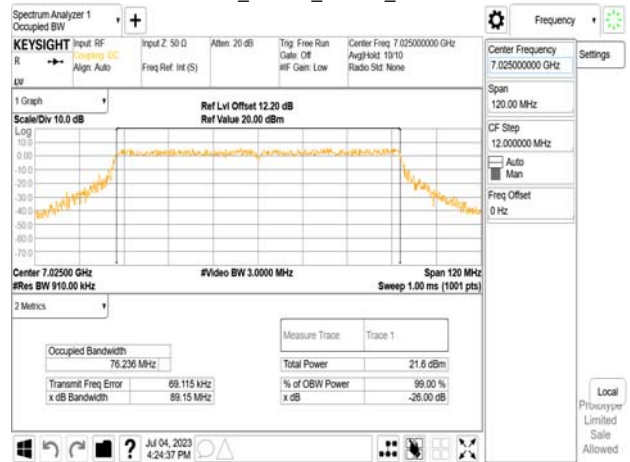 Spectrum Analyzer 1
Occupied BW
Frequency
KEYSIGHT
Input: RF
Coupling: DC
Align: Auto
Input Z: 50 Ω
Freq Ref: Int (S)
Atten: 20 dB
Trig: Free Run
Gate: Off
#IF Gain: Low
Center Freq: 7.025000000 GHz
Avg|Hold: 10/10
Radio Std: None
R
LXI
Center Frequency
7.025000000 GHz
Settings
Span
120.00 MHz
CF Step
12.000000 MHz
Auto
Man
Freq Offset
0 Hz
1 Graph
Ref Lvl Offset 12.20 dB
Scale/Div 10.0 dB
Ref Value 20.00 dBm
Log
10.0
0.00
-10.0
-20.0
-30.0
-40.0
-50.0
-60.0
-70.0
Center 7.02500 GHz
#Video BW 3.0000 MHz
Span 120 MHz
#Res BW 910.00 kHz
Sweep 1.00 ms (1001 pts)
2 Metrics
Measure Trace
Trace 1
Occupied Bandwidth
76.236 MHz
Total Power
21.6 dBm
Transmit Freq Error
69.115 kHz
% of OBW Power
99.00 %
x dB Bandwidth
89.15 MHz
x dB
-26.00 dB
Local
Prototype
Limited
Sale
Allowed
?
Jul 04, 2023
4:24:37 PM